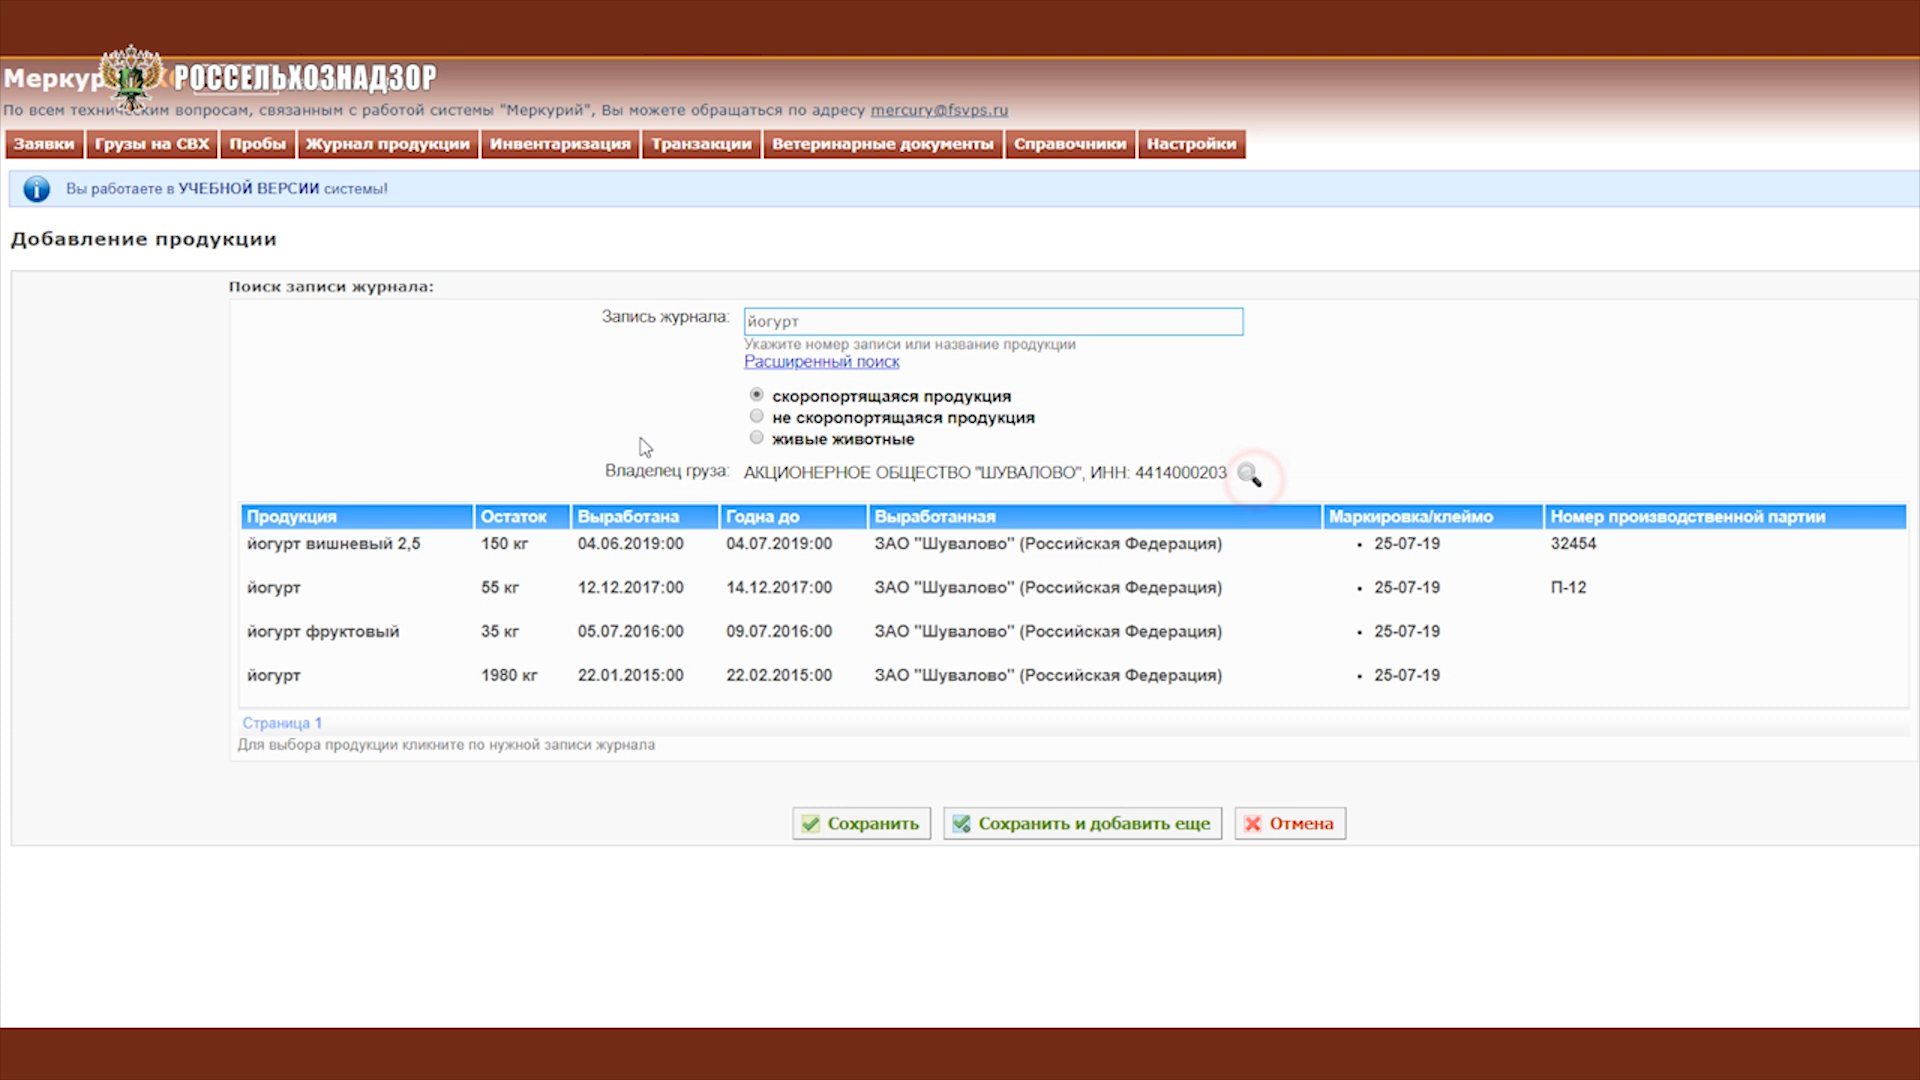 Меркур
РОССЕЛЬХОЗНАДЗОР
По всем техническим вопросам, связанным с работой системы "Меркурий", Вы можете обращаться по адресу mercury@fsvps.ru
Заявки Грузы на СВХ Пробы Журнал продукции Инвентаризация Транзакции Ветеринарные документы Справочники Настройки
Вы работаете в УЧЕБНОЙ ВЕРСИИ системы!
Добавление продукции
Поиск записи журнала:
Запись журнала: йогурт
Укажите номер записи или название продукции
Расширенный поиск
скоропортящаяся продукция
не скоропортящаяся продукция
живые животные
Владелец груза: АКЦИОНЕРНОЕ ОБЩЕСТВО "ШУВАЛОВО", ИНН: 4414000203
Продукция Остаток Выработана Годна до Выработанная Маркировка/клеймо Номер производственной партии
йогурт вишневый 2,5 150 кг 04.06.2019:00 04.07.2019:00 ЗАО "Шувалово" (Российская Федерация) • 25-07-19 32454
йогурт 55 кг 12.12.2017:00 14.12.2017:00 ЗАО "Шувалово" (Российская Федерация) • 25-07-19 П-12
йогурт фруктовый 35 кг 05.07.2016:00 09.07.2016:00 ЗАО "Шувалово" (Российская Федерация) • 25-07-19
йогурт 1980 кг 22.01.2015:00 22.02.2015:00 ЗАО "Шувалово" (Российская Федерация) • 25-07-19
Страница 1
Для выбора продукции кликните по нужной записи журнала
Сохранить Сохранить и добавить еще Отмена